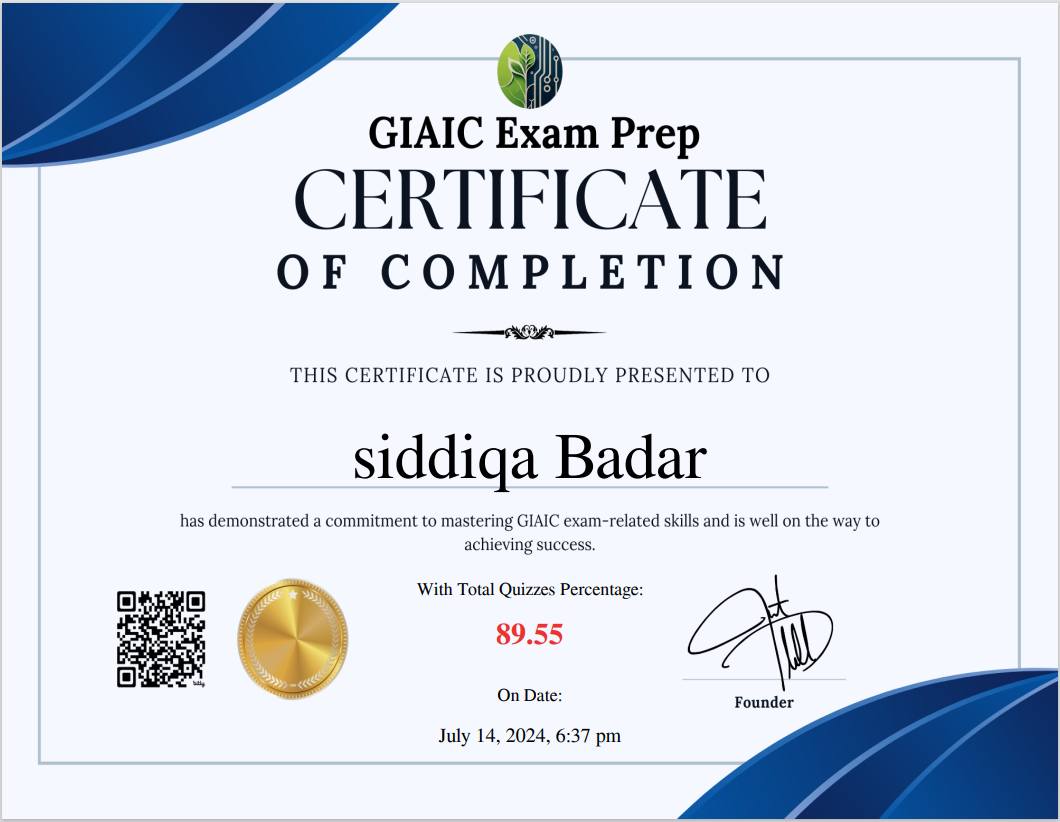 GIAIC Exam Prep
CERTIFICATE
OF COMPLETION
THIS CERTIFICATE IS PROUDLY PRESENTED TO
siddiqa Badar
has demonstrated a commitment to mastering GIAIC exam-related skills and is well on the way to
achieving success.
With Total Quizzes Percentage:
89.55
On Date:
July 14, 2024, 6:37 pm
Founder